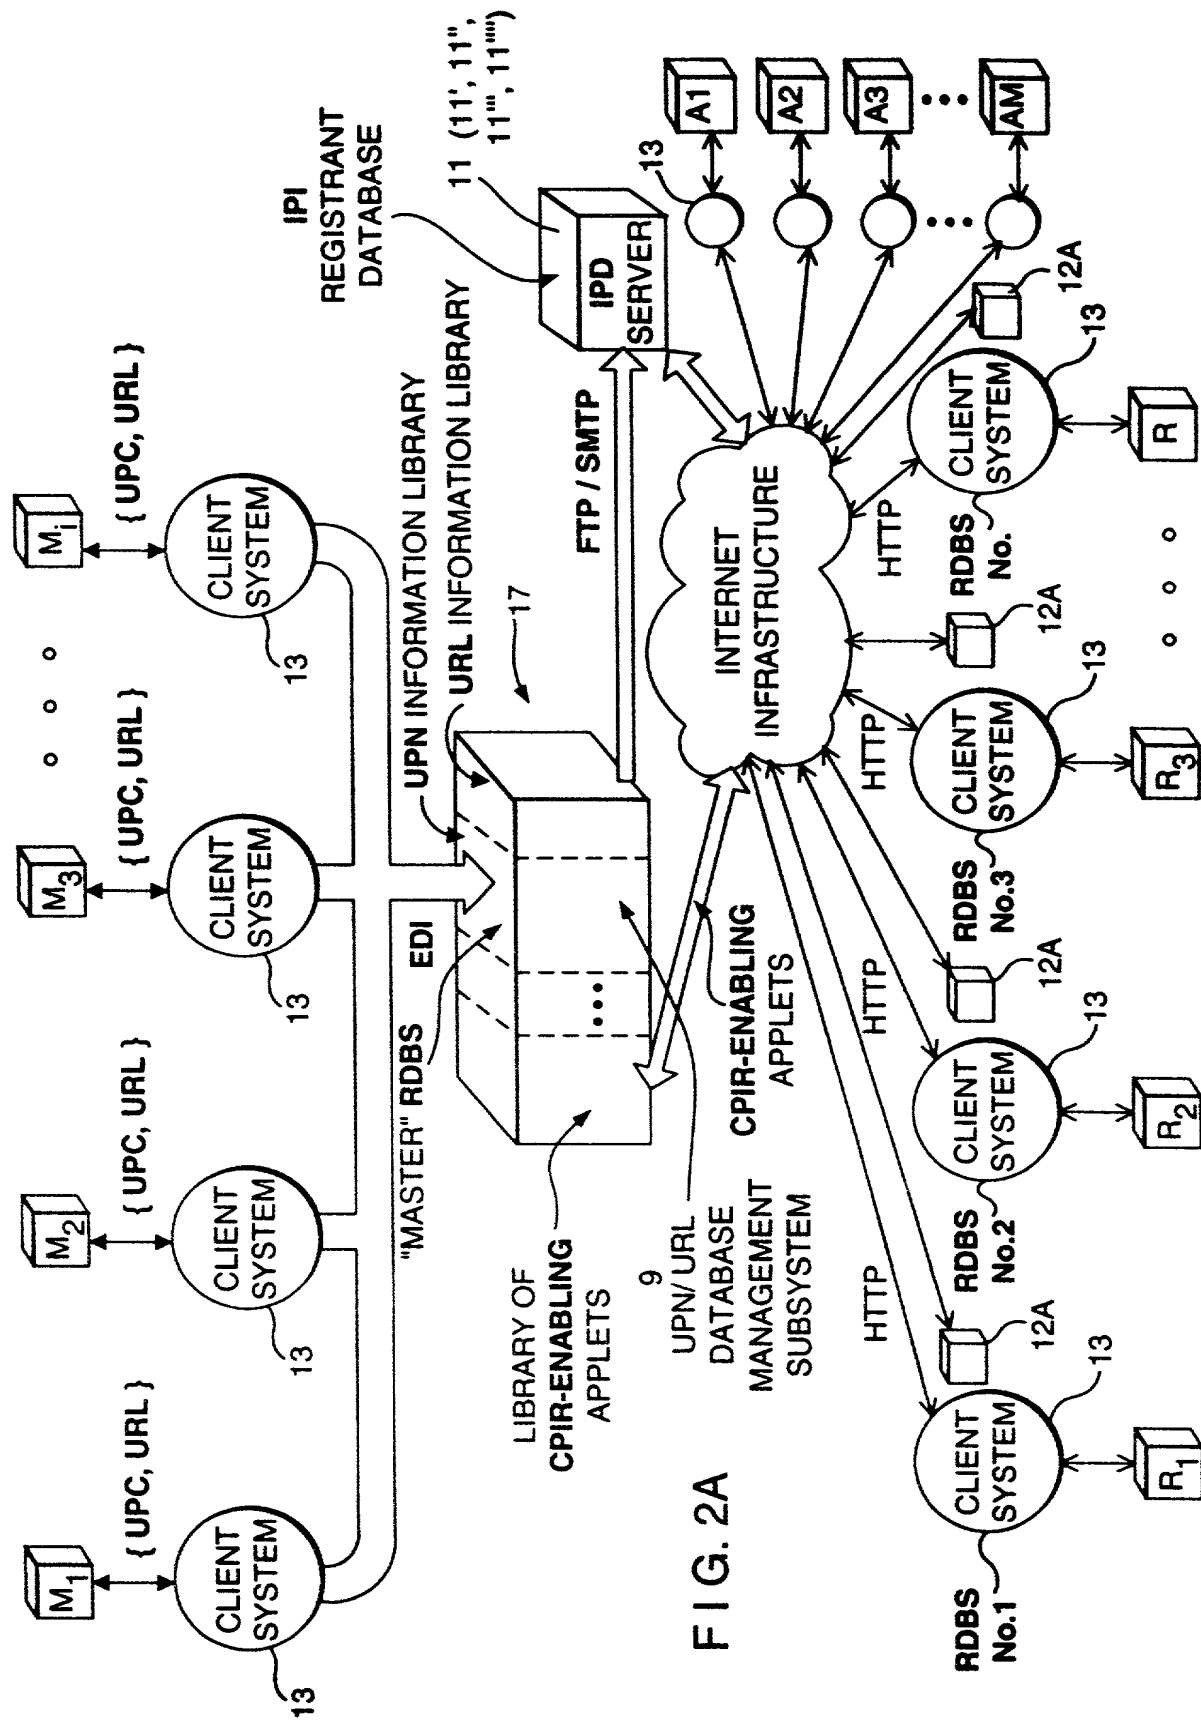 M1
M2
M3
Mi
{ UPC, URL }
{ UPC, URL }
{ UPC, URL }
{ UPC, URL }
CLIENT
SYSTEM
CLIENT
SYSTEM
CLIENT
SYSTEM
CLIENT
SYSTEM
13
13
13
13
"MASTER" RDBS
EDI
UPN INFORMATION LIBRARY
URL INFORMATION LIBRARY
IPI
REGISTRANT
DATABASE
11 (11', 11",
11''', 11'''')
17
IPD
SERVER
FTP / SMTP
LIBRARY OF
CPIR-ENABLING
APPLETS
9
UPN/ URL
DATABASE
MANAGEMENT
SUBSYSTEM
CPIR-ENABLING
APPLETS
INTERNET
INFRASTRUCTURE
13
A1
A2
A3
AM
HTTP
HTTP
HTTP
HTTP
12A
12A
12A
12A
CLIENT
SYSTEM
CLIENT
SYSTEM
CLIENT
SYSTEM
CLIENT
SYSTEM
13
13
13
13
RDBS
No.1
RDBS
No.2
RDBS
No.3
RDBS
No.
R1
R2
R3
R
FIG. 2A